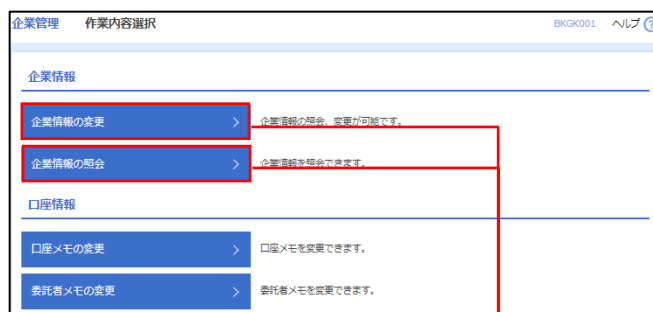 企業管理 作業内容選択 BKGK001 ヘルプ ?
企業情報
企業情報の変更 > 企業情報の照会、変更が可能です。
企業情報の照会 > 企業情報を照会できます。
口座情報
口座メモの変更 > 口座メモを変更できます。
委託者メモの変更 > 委託者メモを変更できます。